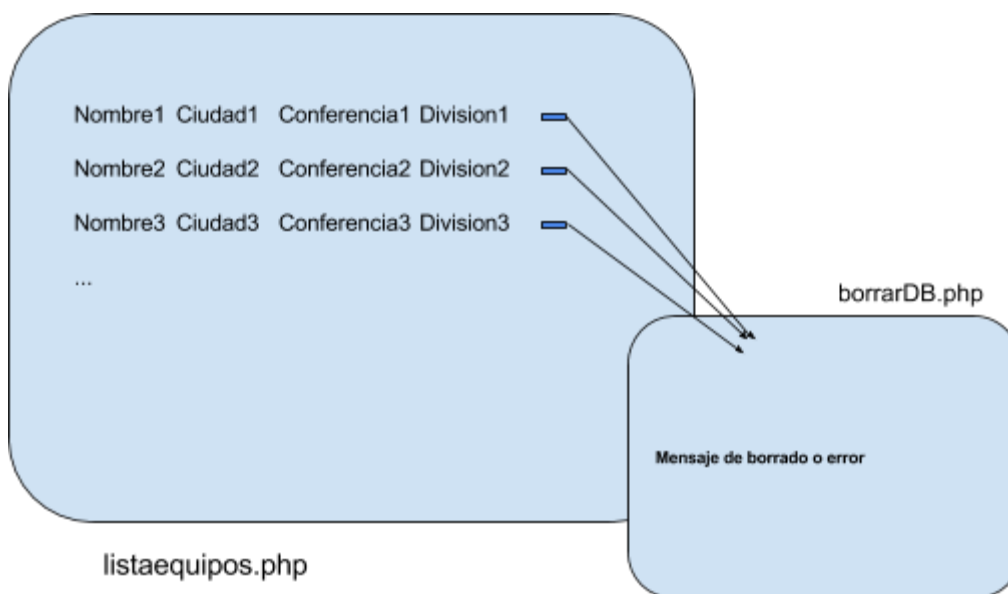 Nombre1 Ciudad1 Conferencia1 Division1
Nombre2 Ciudad2 Conferencia2 Division2
Nombre3 Ciudad3 Conferencia3 Division3
...
borrarDB.php
Mensaje de borrado o error
listaequipos.php